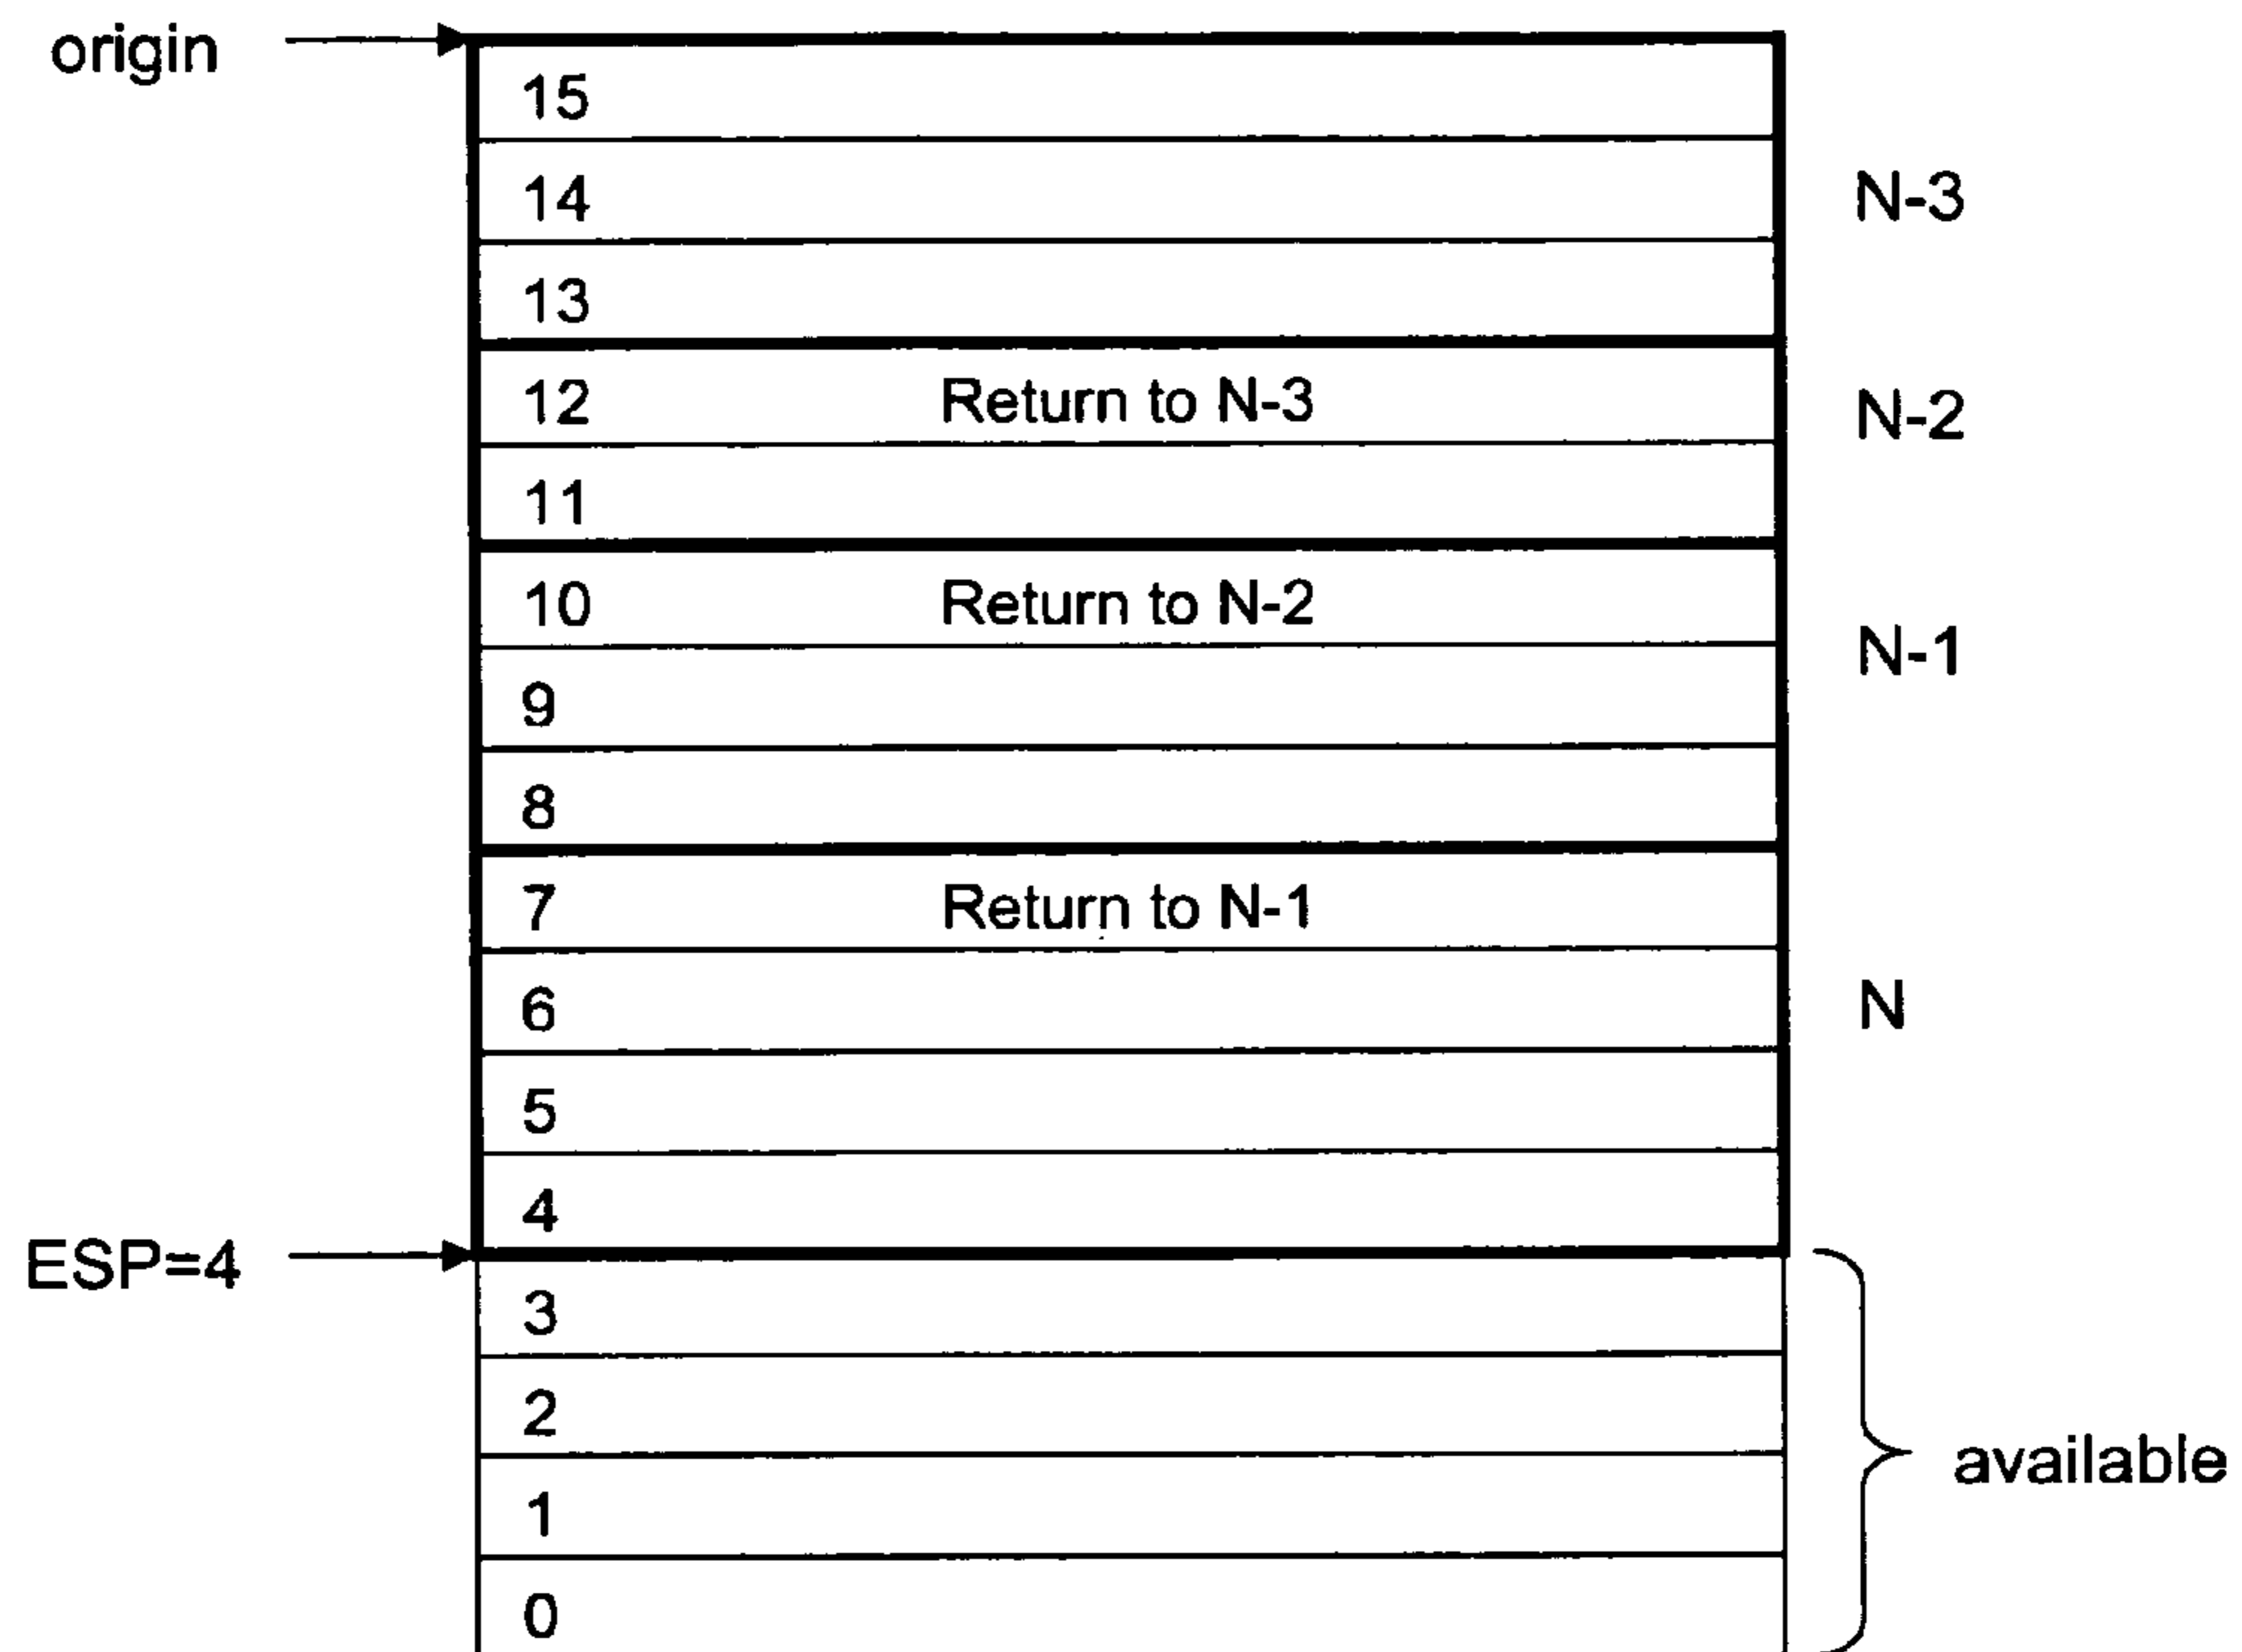 origin
15
14
N-3
13
12 Return to N-3
N-2
11
10 Return to N-2
N-1
9
8
7 Return to N-1
6
N
5
4
ESP=4
3
2
available
1
0